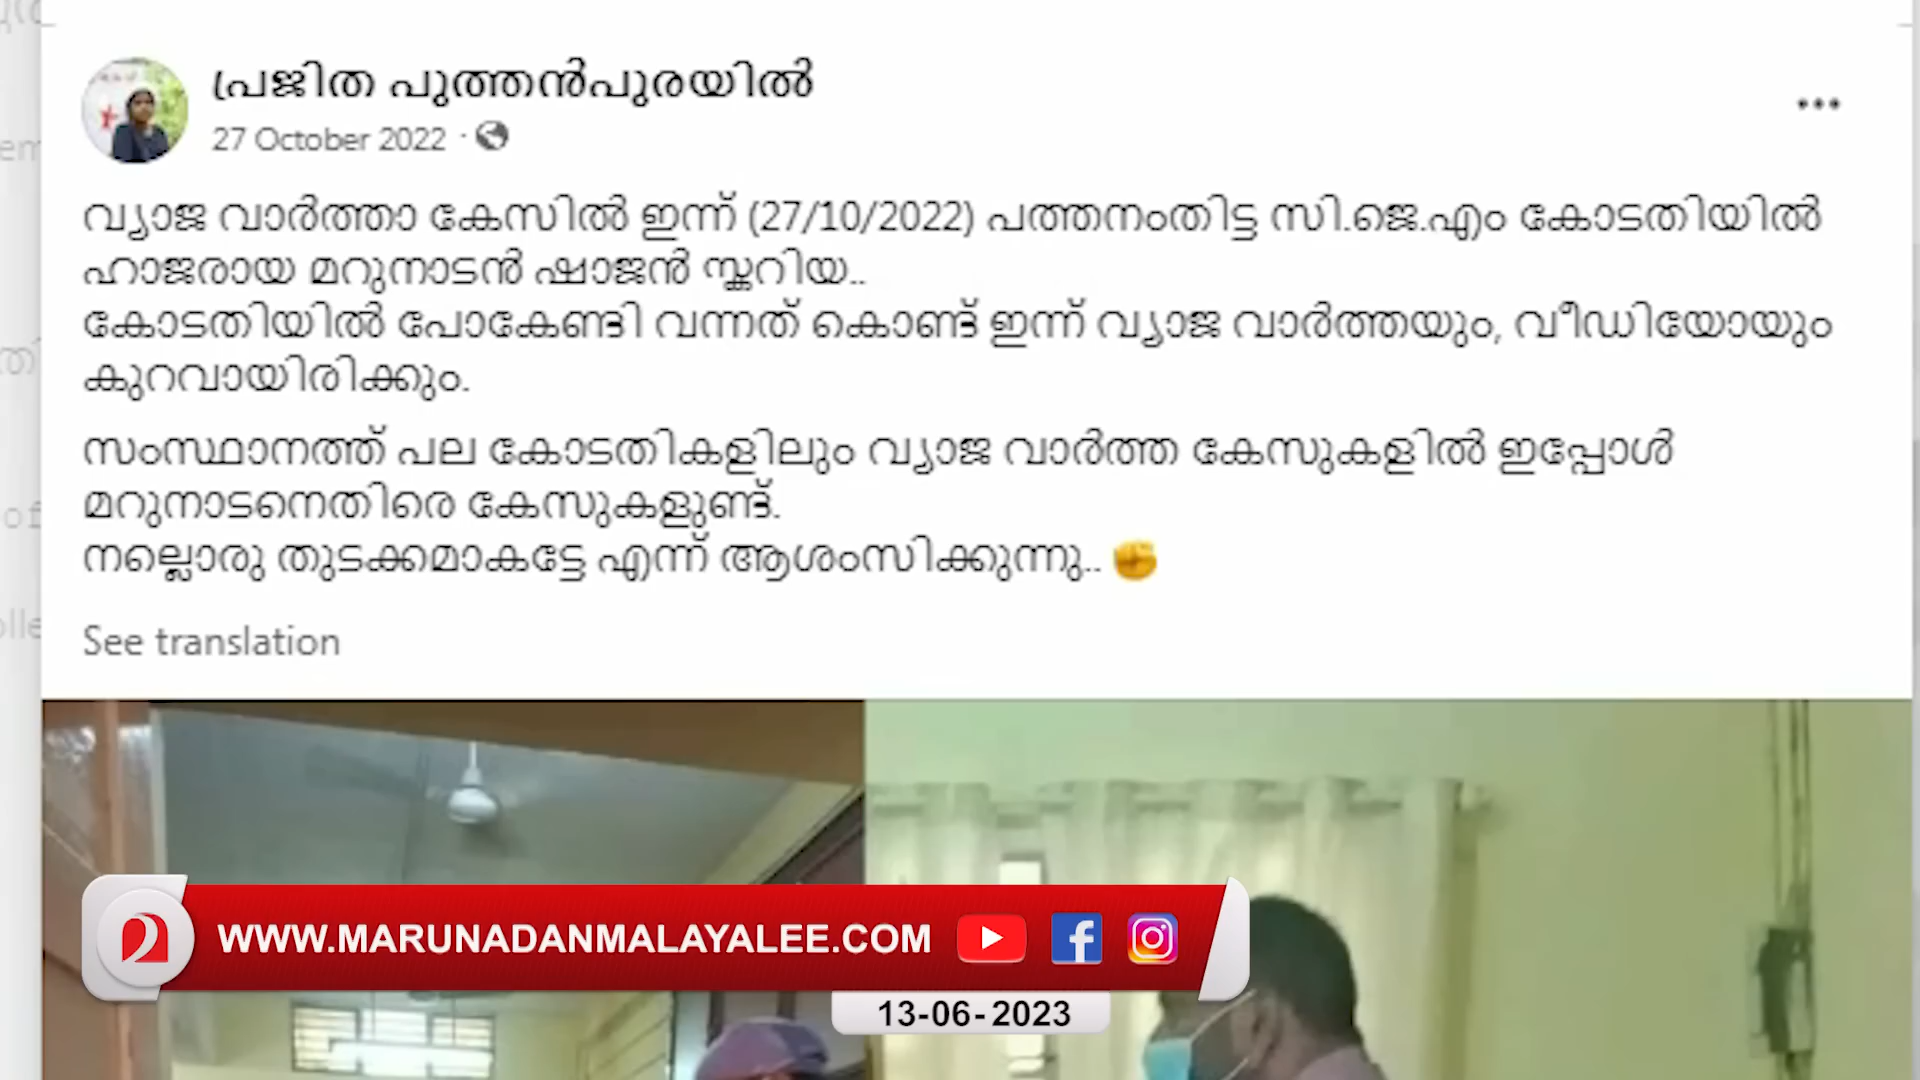 പ്രജിത പുത്തൻപുരയിൽ
27 October 2022 ·
വ്യാജ വാർത്താ കേസിൽ ഇന്ന് (27/10/2022) പത്തനംതിട്ട സി.ജെ.എം കോടതിയിൽ
ഹാജരായ മറുനാടൻ ഷാജൻ സ്കറിയ..
കോടതിയിൽ പോകേണ്ടി വന്നത് കൊണ്ട് ഇന്ന് വ്യാജ വാർത്തയും, വീഡിയോയും
കുറവായിരിക്കും.
സംസ്ഥാനത്ത് പല കോടതികളിലും വ്യാജ വാർത്ത കേസുകളിൽ ഇപ്പോൾ
മറുനാടനെതിരെ കേസുകളുണ്ട്.
നല്ലൊരു തുടക്കമാകട്ടേ എന്ന് ആശംസിക്കുന്നു.. ✊
See translation
WWW.MARUNADANMALAYALEE.COM
13-06-2023